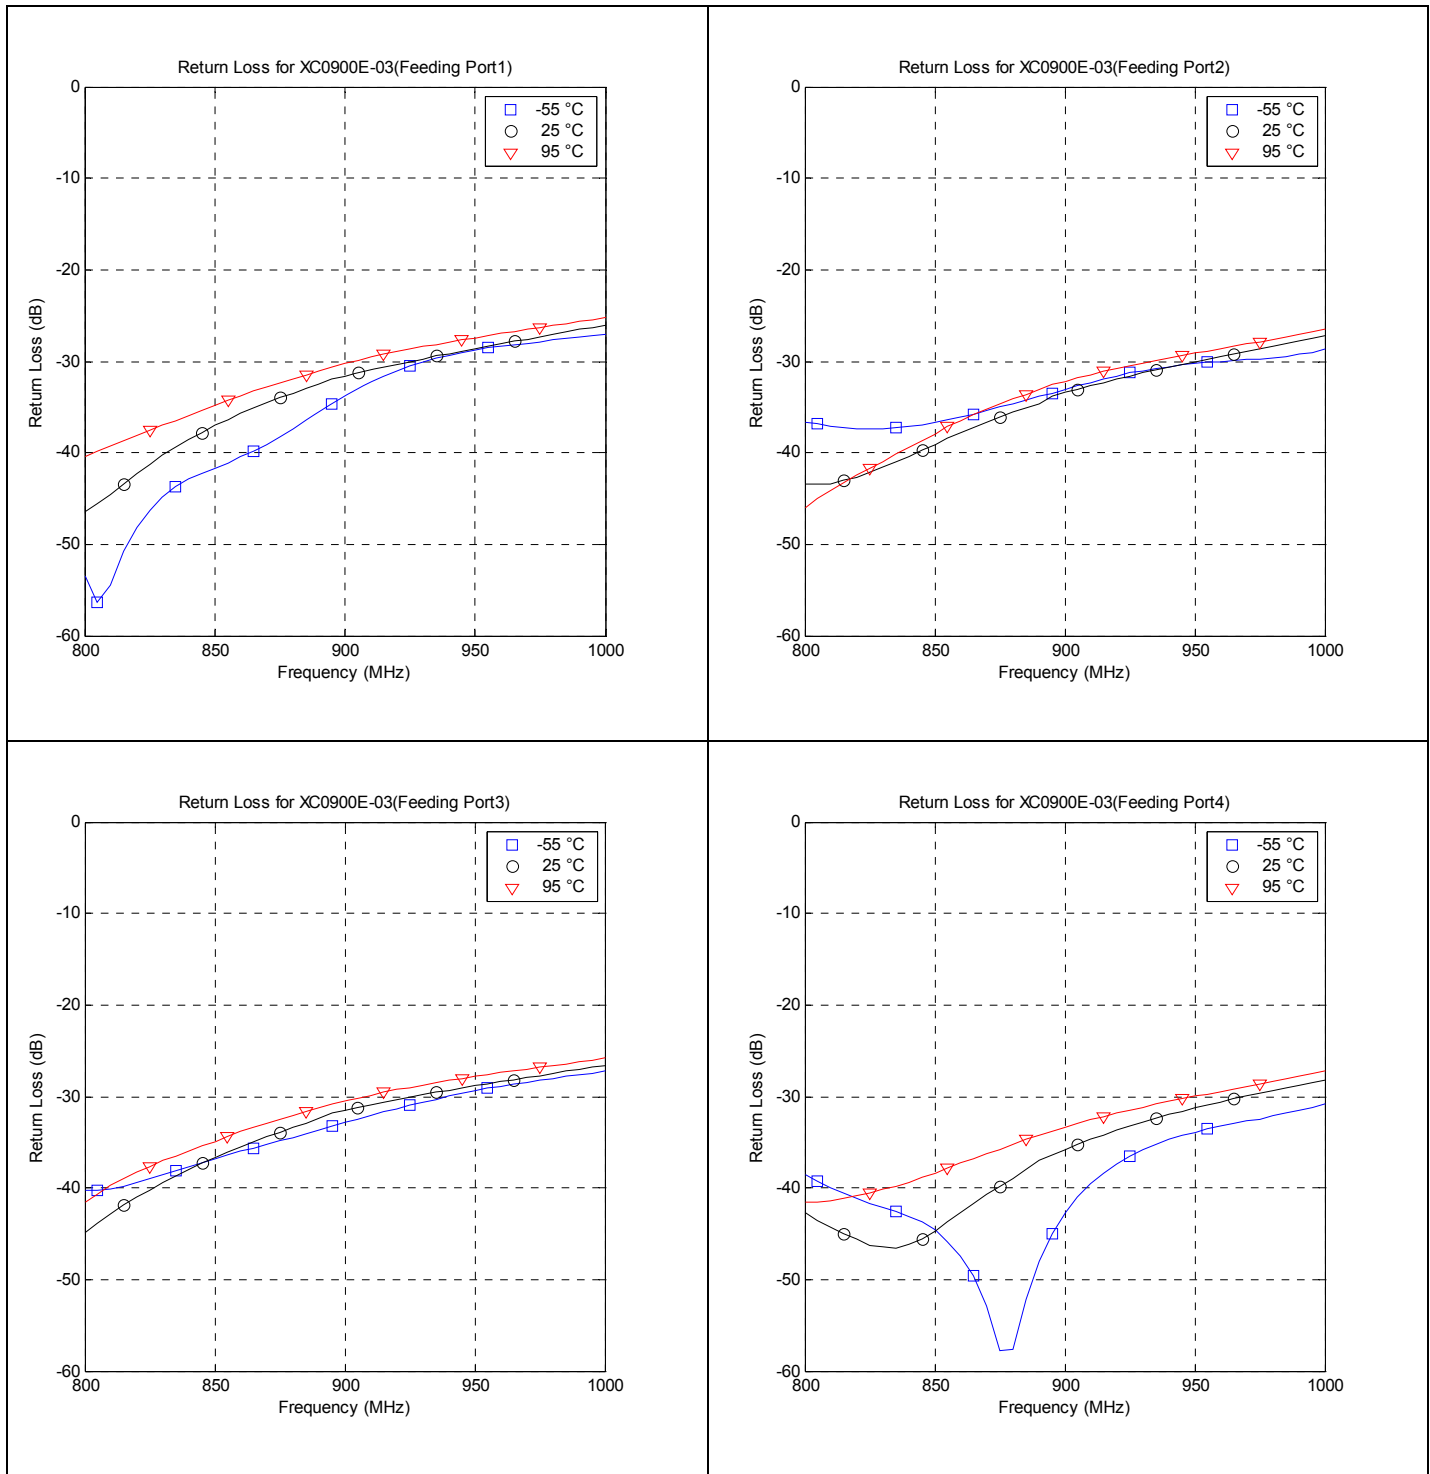 Return Loss for XC0900E-03(Feeding Port1)
0
-10
-20
-30
-40
-50
-60
800
850
900
950
1000
Frequency (MHz)
Return Loss (dB)
-55 °C
25 °C
95 °C
Return Loss for XC0900E-03(Feeding Port2)
0
-10
-20
-30
-40
-50
-60
800
850
900
950
1000
Frequency (MHz)
Return Loss (dB)
-55 °C
25 °C
95 °C
Return Loss for XC0900E-03(Feeding Port3)
0
-10
-20
-30
-40
-50
-60
800
850
900
950
1000
Frequency (MHz)
Return Loss (dB)
-55 °C
25 °C
95 °C
Return Loss for XC0900E-03(Feeding Port4)
0
-10
-20
-30
-40
-50
-60
800
850
900
950
1000
Frequency (MHz)
Return Loss (dB)
-55 °C
25 °C
95 °C